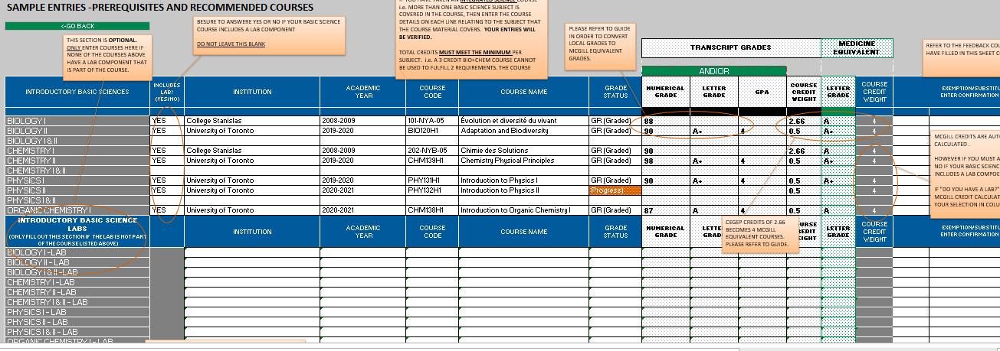 SAMPLE ENTRIES -PREREQUISITES AND RECOMMENDED COURSES
<-GO BACK
THIS SECTION IS OPTIONAL.
ONLY ENTER COURSES HERE IF
NONE OF THE COURSES ABOVE
HAVE A LAB COMPONENT THAT
IS PART OF THE COURSE.
BESURE TO ANSWERE YES OR NO IF YOUR BASIC SCIENCE
COURSE INCLUDES A LAB COMPONENT
DO NOT LEAVE THIS BLANK
IF YOU HAVE TAKEN AN INTEGRATED SCIENCE COURSE
i.e. MORE THAN ONE BASIC SCIENCE SUBJECT IS
COVERED IN THE COURSE, THEN ENTER THE COURSE
DETAILS ON EACH LINE RELATING TO THE SUBJECT THAT
THE COURSE MATERIAL COVERS. YOUR ENTRIES WILL
BE VERIFIED.
TOTAL CREDITS MUST MEET THE MINIMUM PER
SUBJECT. i.e. A 3 CREDIT BIO+CHEM COURSE CANNOT
BE USED TO FULFILL 2 REQUIREMENTS. THE COURSE
PLEASE REFER TO GUIDE
IN ORDER TO CONVERT
LOCAL GRADES TO
MCGILL EQUIVALENT
GRADES.
TRANSCRIPT GRADES
MEDICINE
EQUIVALENT
REFER TO THE FEEDBACK COL
HAVE FILLED IN THIS SHEET C
AND/OR
INTRODUCTORY BASIC SCIENCES
INCLUDES
LAB?
(YES/NO)
INSTITUTION
ACADEMIC
YEAR
COURSE
CODE
COURSE NAME
GRADE
STATUS
NUMERICAL
GRADE
LETTER
GRADE
GPA
COURSE
CREDIT
WEIGHT
LETTER
GRADE
COURSE
CREDIT
WEIGHT
EXEMPTION/SUBSTITU
ENTER CONFIRMATION
BIOLOGY I YES College Stanislas 2008-2009 101-NYA-05 Évolution et diversité du vivant GR (Graded) 88 2.66 A 4
BIOLOGY II YES University of Toronto 2019-2020 BIO120H1 Adaptation and Biodiversity GR (Graded) 90 A+ 4 0.5 A+ 4
BIOLOGY I & II
CHEMISTRY I YES College Stanislas 2008-2009 202-NYB-05 Chimie des Solutions GR (Graded) 90 2.66 A 4
CHEMISTRY II YES University of Toronto 2019-2020 CHM139H1 Chemistry Physical Principles GR (Graded) 98 A+ 4 0.5 A+ 4
CHEMISTRY I & II
PHYSICS I YES University of Toronto 2019-2020 PHY131H1 Introduction to Physics I GR (Graded) 90 A+ 4 0.5 A+ 4
PHYSICS II YES University of Toronto 2020-2021 PHY132H1 Introduction to Physics II Progress) 0.5 4
PHYSICS I & II
ORGANIC CHEMISTRY I YES University of Toronto 2020-2021 CHM138H1 Introduction to Organic Chemistry I GR (Graded) 87 A 4 0.5 A 4
MCGILL CREDITS ARE AUT
CALCULATED .
HOWEVER IF YOU MUST A
NO IF YOUR BASIC SCIENC
INCLUDES A LAB COMPOE
IF "DO YOU HAVE A LAB?"
MCGILL CREDIT CALCULAT
YOUR SELECTION IN COLUN
INTRODUCTORY BASIC SCIENCE
LABS
(ONLY FILL OUT THIS SECTION IF THE LAB IS NOT PART
OF THE COURSE LISTED ABOVE)
INSTITUTION
ACADEMIC
YEAR
COURSE
CODE
COURSE NAME
GRADE
STATUS
NUMERICAL
GRADE
LETTE
GRAD
CEGEP CREDITS OF 2.66
BECOMES 4 MCGILL
EQUIVALENT COURSES.
PLEASE REFER TO GUIDE.
OURSE
REDIT
IGHT
LETTER
GRADE
COURSE
CREDIT
WEIGHT
EXEMPTION/SUBSTITU
ENTER CONFIRMATION
BIOLOGY I - LAB
BIOLOGY II - LAB
BIOLOGY I & II - LAB
CHEMISTRY I - LAB
CHEMISTRY II - LAB
CHEMISTRY I & II - LAB
PHYSICS I - LAB
PHYSICS II - LAB
PHYSICS I & II - LAB
ORGANIC CHEMISTRY I - LAB